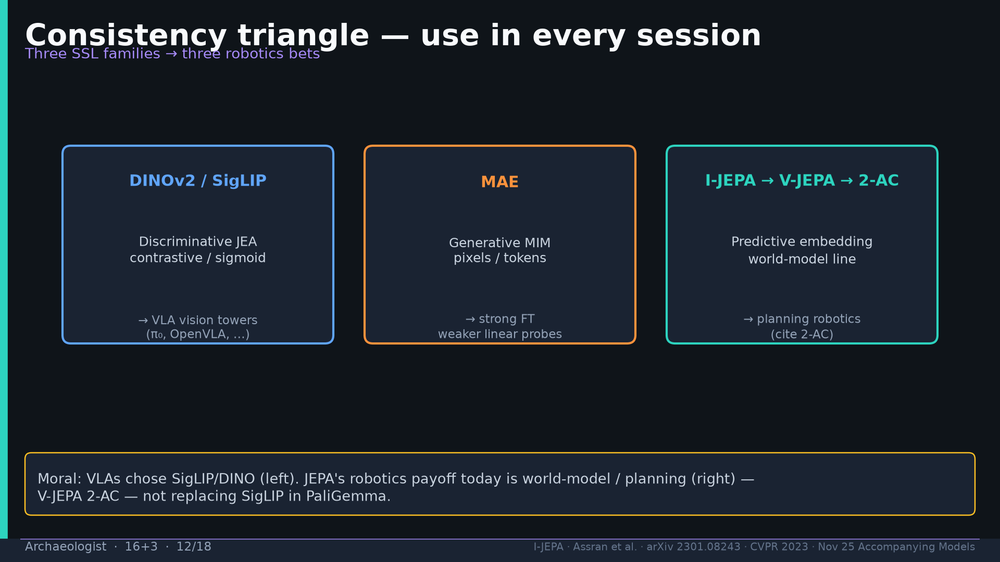 Consistency triangle — use in every session
Three SSL families → three robotics bets
DINOv2 / SigLIP
Discriminative JEA
contrastive / sigmoid
→ VLA vision towers
(π₀, OpenVLA, …)
MAE
Generative MIM
pixels / tokens
→ strong FT
weaker linear probes
I-JEPA → V-JEPA → 2-AC
Predictive embedding
world-model line
→ planning robotics
(cite 2-AC)
Moral: VLAs chose SigLIP/DINO (left). JEPA's robotics payoff today is world-model / planning (right) —
V-JEPA 2-AC — not replacing SigLIP in PaliGemma.
Archaeologist · 16+3 · 12/18
I-JEPA · Assran et al. · arXiv 2301.08243 · CVPR 2023 · Nov 25 Accompanying Models